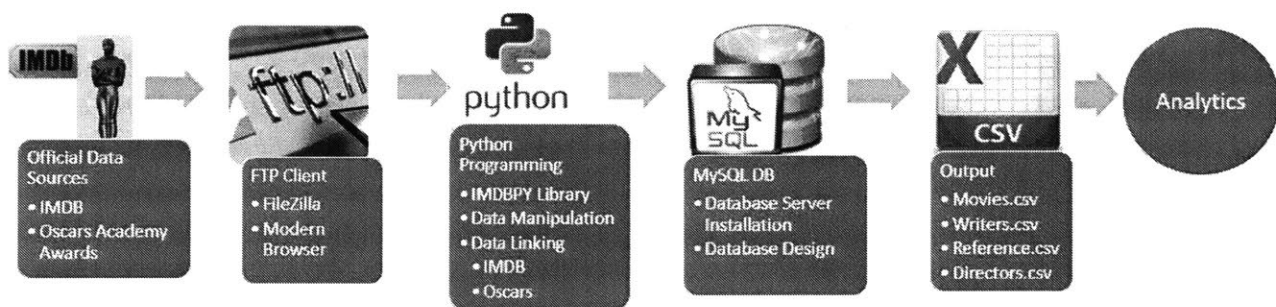 IMDb
Official Data
Sources
• IMDB
• Oscars Academy
Awards
ftp://
FTP Client
• FileZilla
• Modern
Browser
python
Python
Programming
• IMDBPY Library
• Data Manipulation
• Data Linking
• IMDB
• Oscars
My
SQL
MySQL DB
• Database Server
Installation
• Database Design
X
CSV
Output
• Movies.csv
• Writers.csv
• Reference.csv
• Directors.csv
Analytics